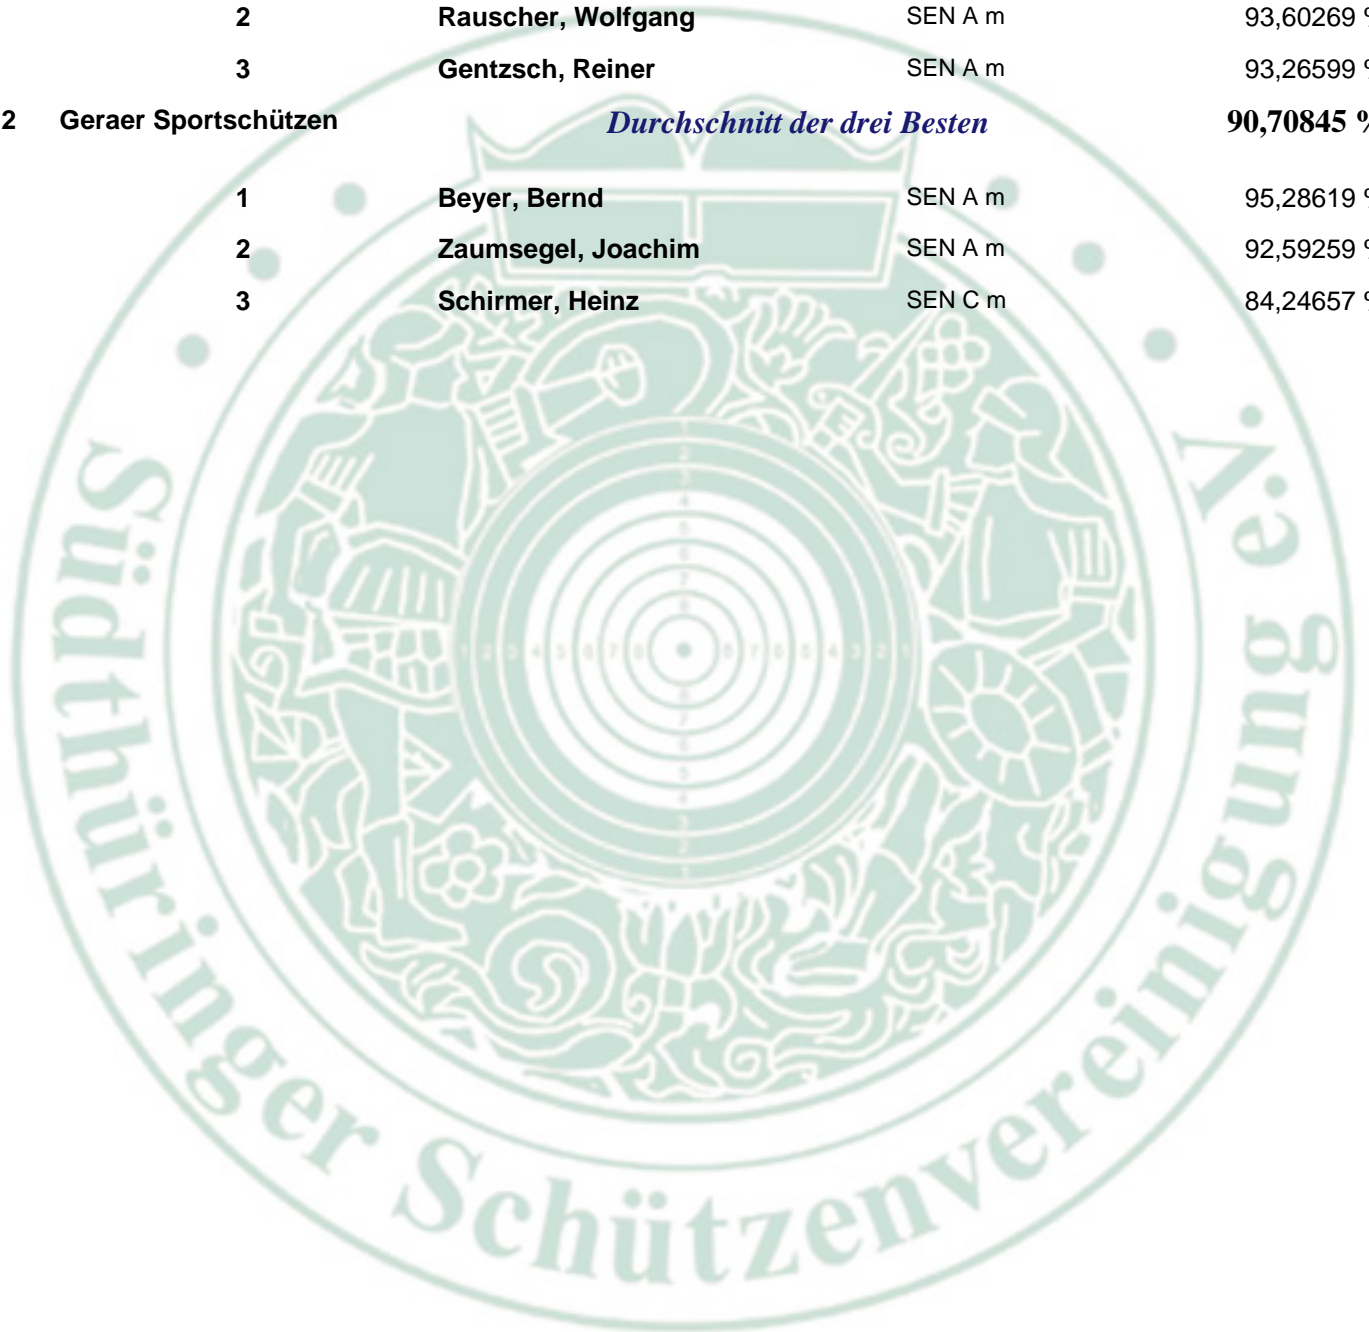 2 Rauscher, Wolfgang SEN A m 93,60269 %
3 Gentzsch, Reiner SEN A m 93,26599 %
2 Geraer Sportschützen Durchschnitt der drei Besten 90,70845 %
1 Beyer, Bernd SEN A m 95,28619 %
2 Zaumsegel, Joachim SEN A m 92,59259 %
3 Schirmer, Heinz SEN C m 84,24657 %
Südthüringer Schützenvereinigung e.V.